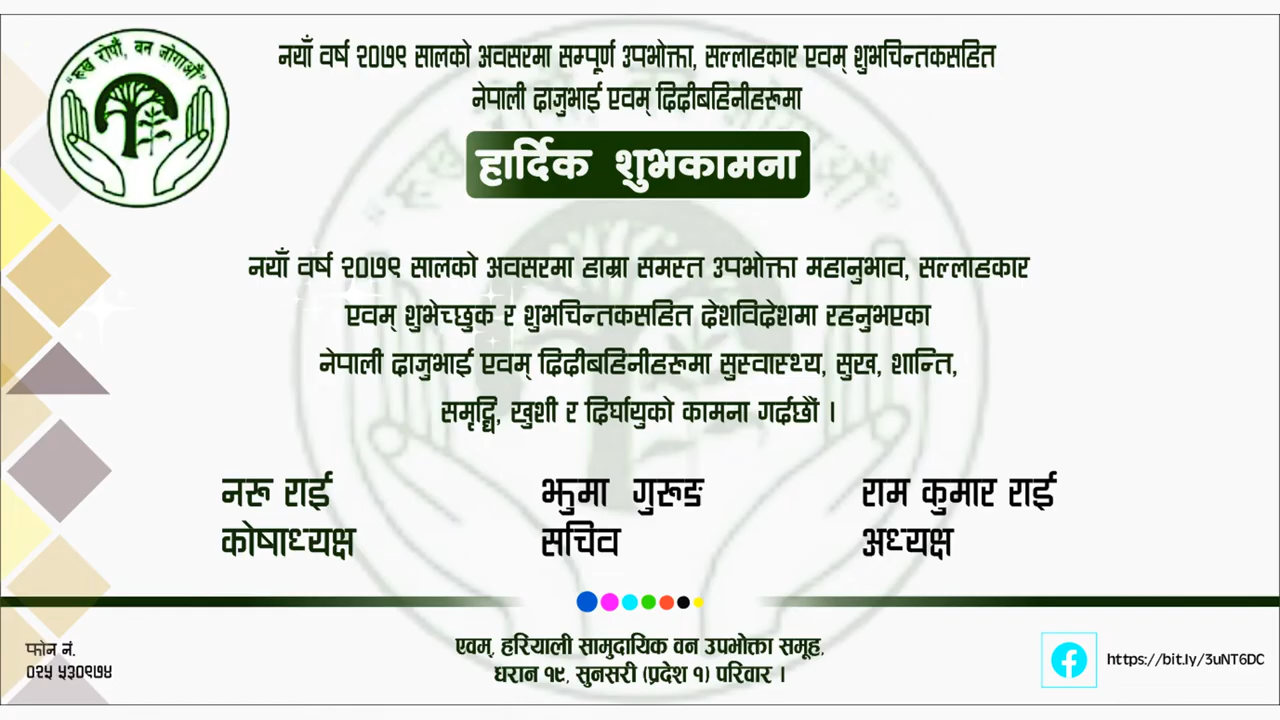 "रूख रोपौं, वन जोगाऔं"
नयाँ वर्ष २०७९ सालको अवसरमा सम्पूर्ण उपभोक्ता, सल्लाहकार एवम् शुभचिन्तकसहित
नेपाली दाजुभाई एवम् दिदीबहिनीहरूमा
हार्दिक शुभकामना
नयाँ वर्ष २०७९ सालको अवसरमा हाम्रा समस्त उपभोक्ता महानुभाव, सल्लाहकार
एवम् शुभेच्छुक र शुभचिन्तकसहित देशविदेशमा रहनुभएका
नेपाली दाजुभाई एवम् दिदीबहिनीहरूमा सुस्वास्थ्य, सुख, शान्ति,
समृद्धि, खुशी र दिर्घायुको कामना गर्दछौं ।
नरू राई
कोषाध्यक्ष
झुमा गुरूङ
सचिव
राम कुमार राई
अध्यक्ष
फोन नं.
०२५ ५३०९७४
एवम्, हरियाली सामुदायिक वन उपभोक्ता समूह,
धरान १९, सुनसरी (प्रदेश १) परिवार ।
https://bit.ly/3uNT6DC